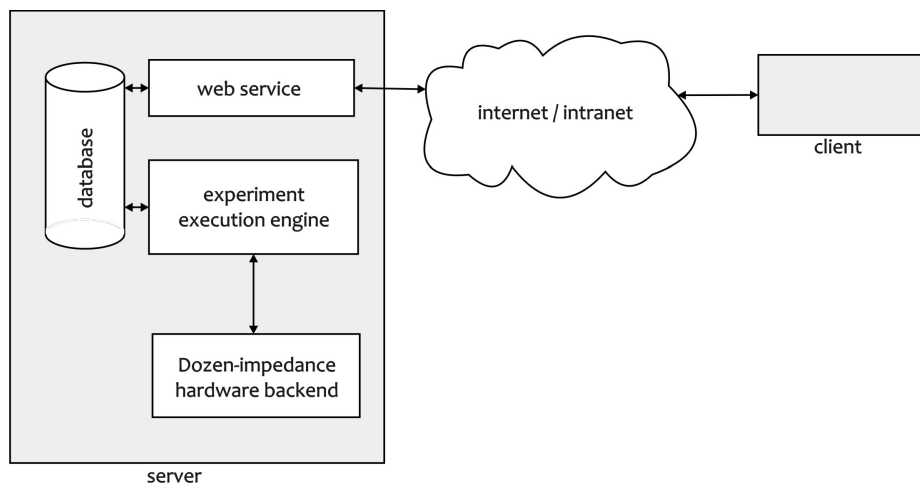 web service
database
experiment
execution engine
Dozen-impedance
hardware backend
server
internet / intranet
client